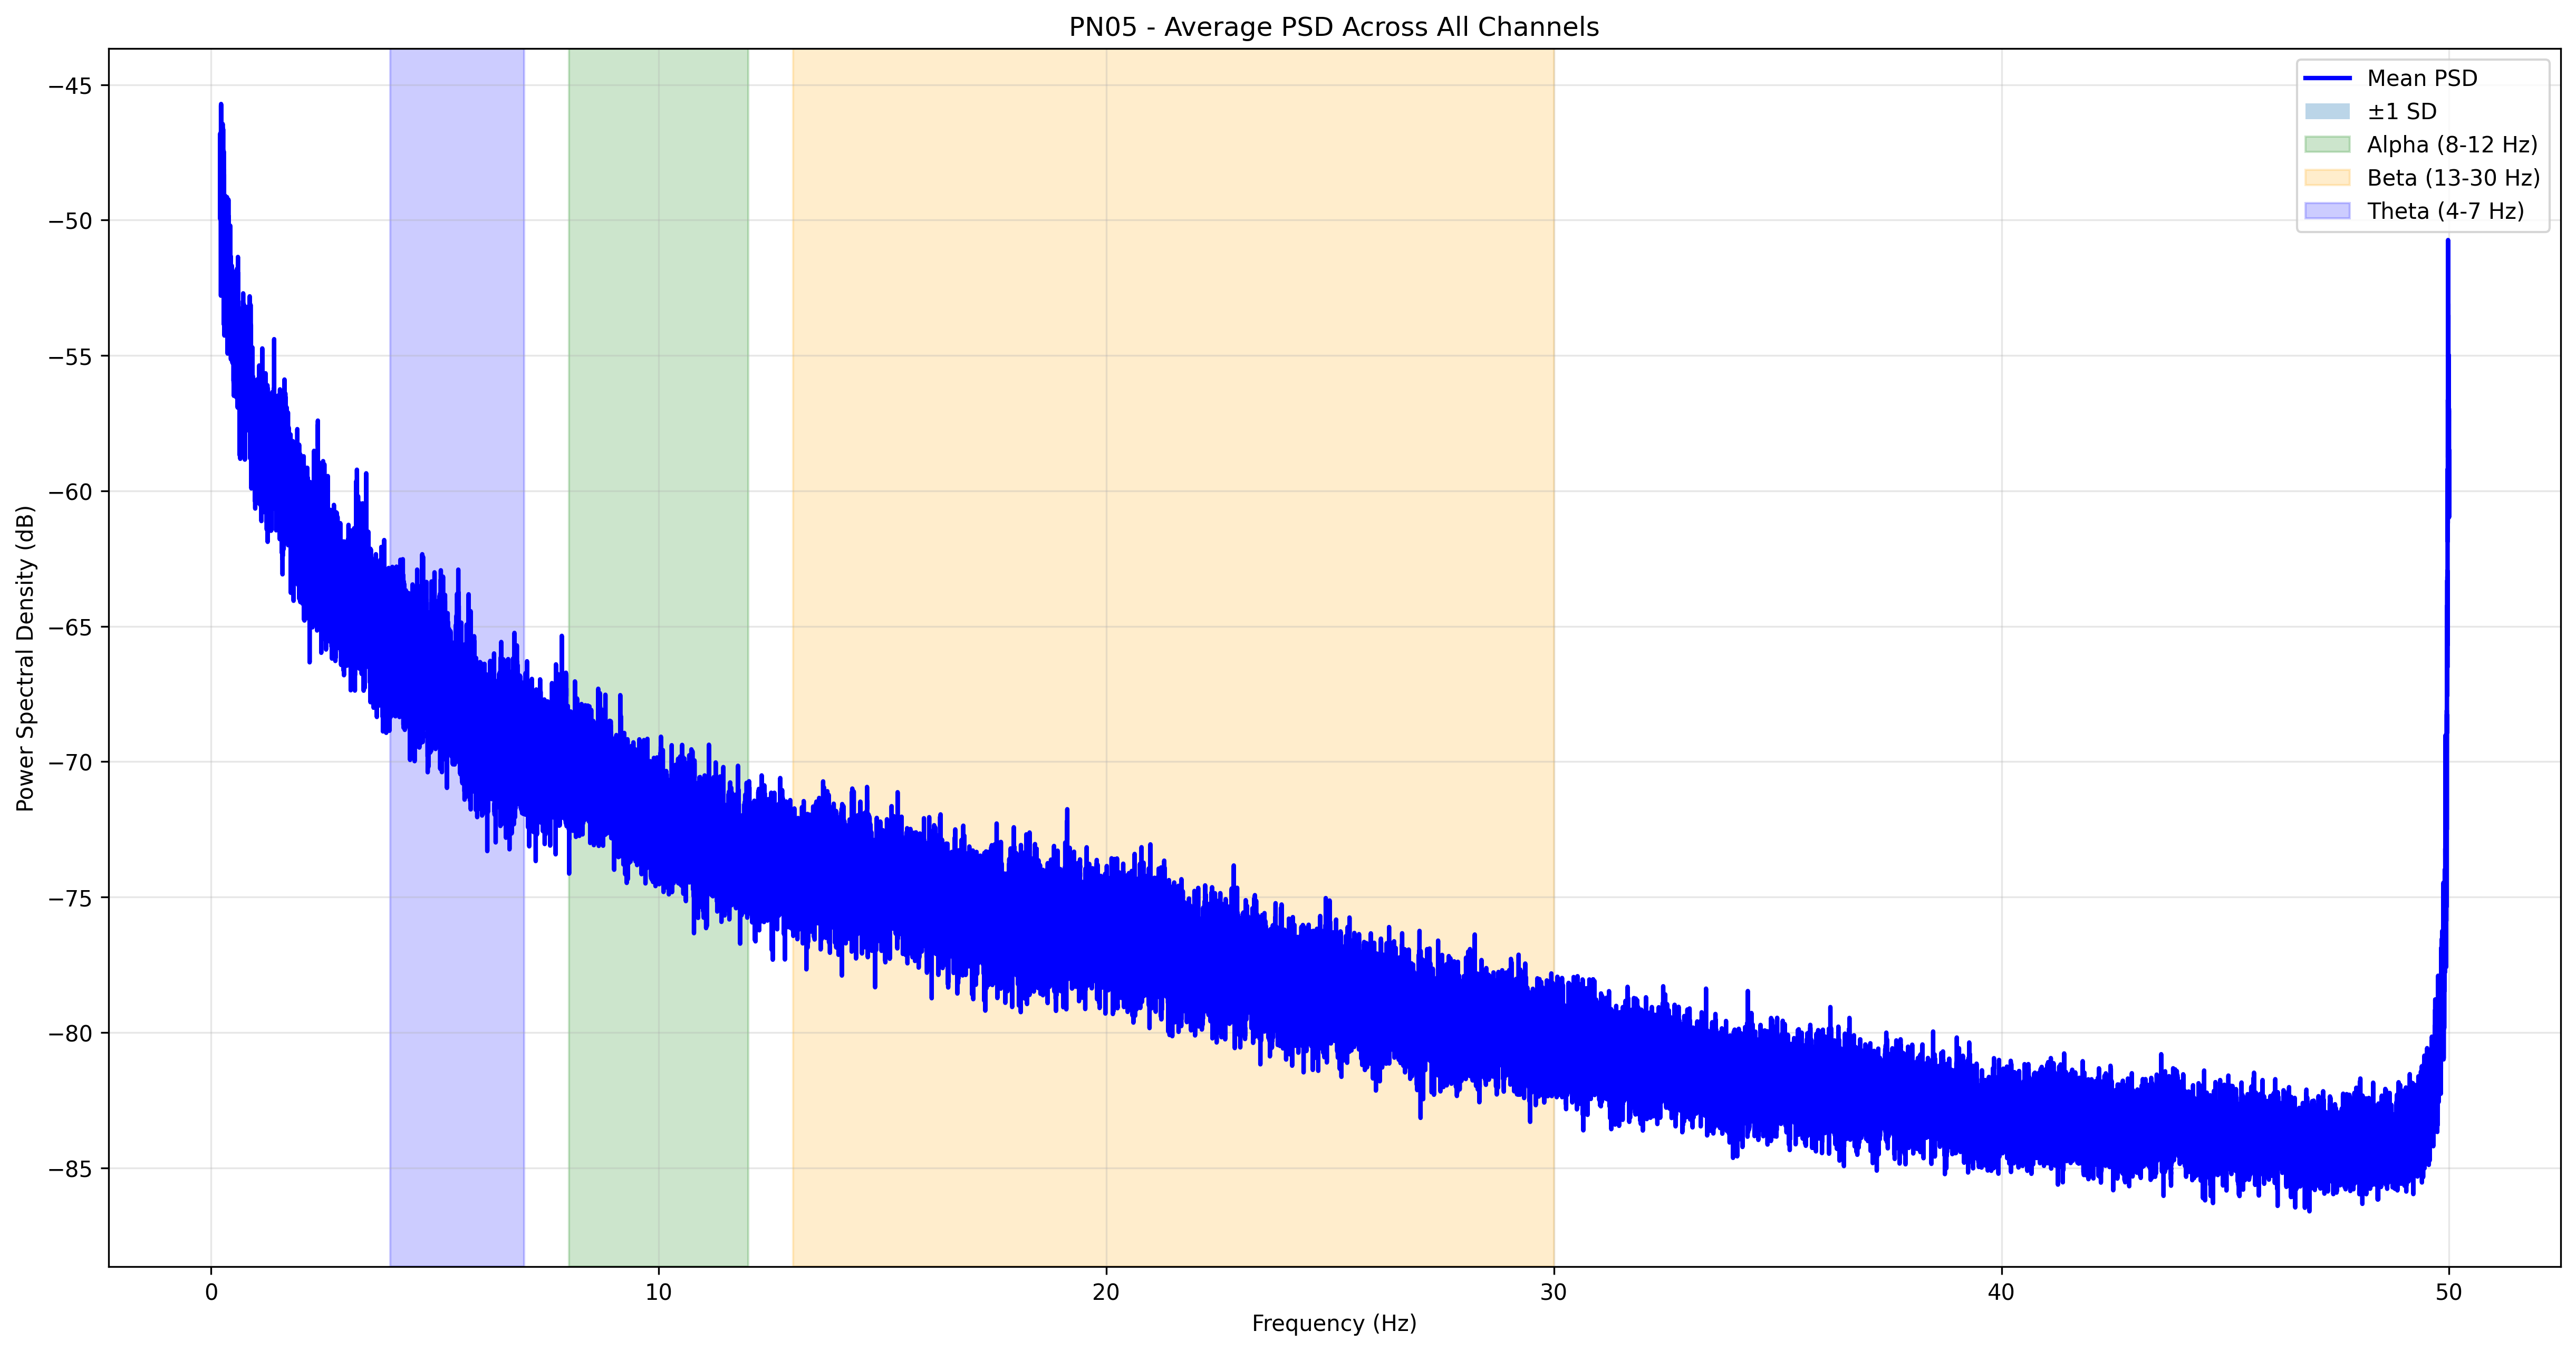 PN05 - Average PSD Across All Channels
Mean PSD
±1 SD
Alpha (8-12 Hz)
Beta (13-30 Hz)
Theta (4-7 Hz)
Power Spectral Density (dB)
−45
−50
−55
−60
−65
−70
−75
−80
−85
0 10 20 30 40 50
Frequency (Hz)